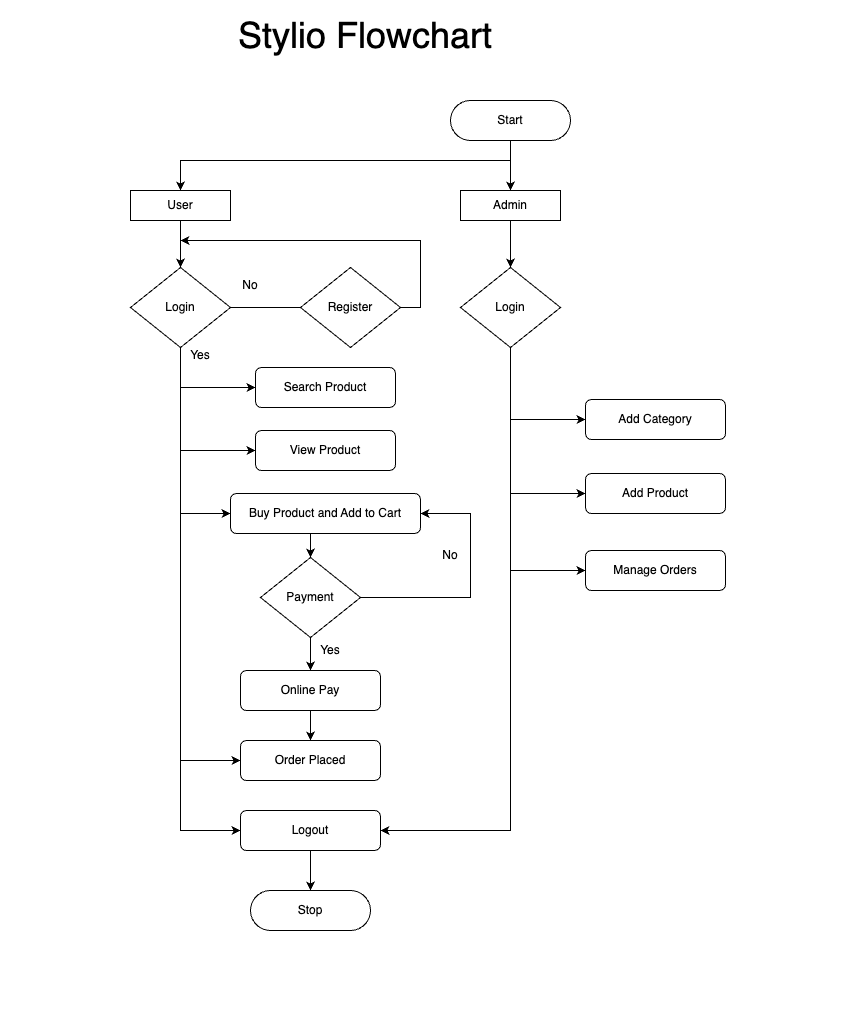 Stylio Flowchart
Start
User
Admin
No
Login
Register
Login
Yes
Search Product
Add Category
View Product
Add Product
Buy Product and Add to Cart
No
Manage Orders
Payment
Yes
Online Pay
Order Placed
Logout
Stop